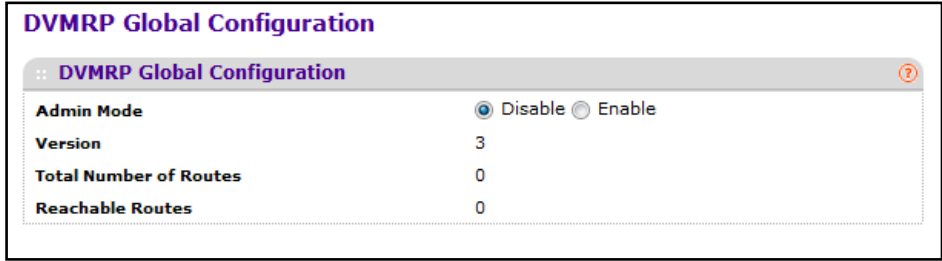 DVMRP Global Configuration
DVMRP Global Configuration ?
Admin Mode Disable Enable
Version 3
Total Number of Routes 0
Reachable Routes 0